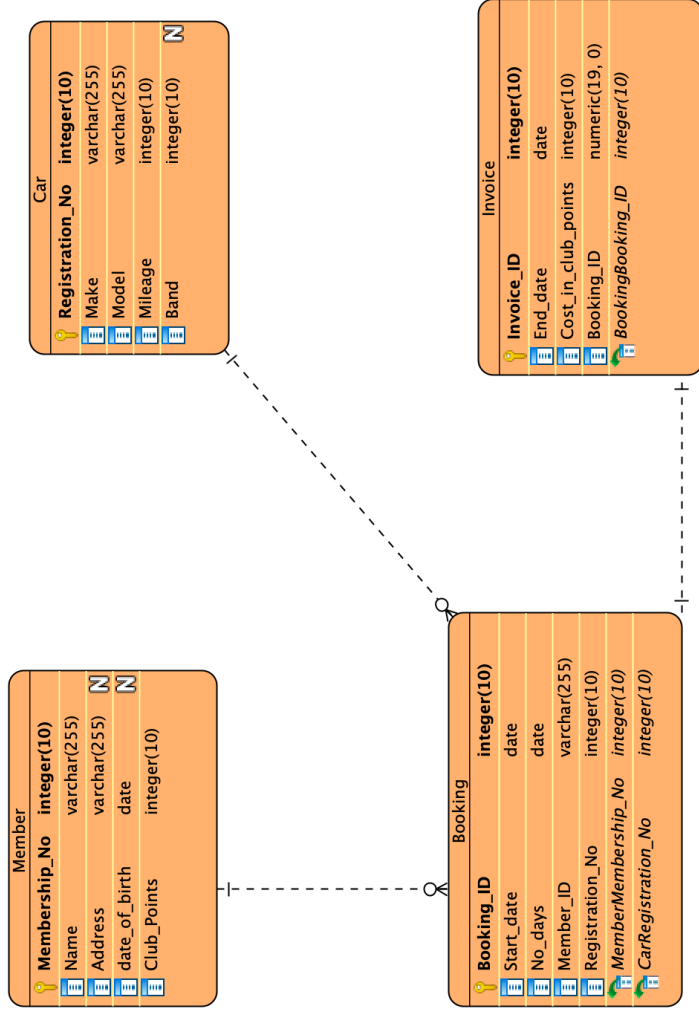 Member
Membership_No integer(10)
Name varchar(255)
Address varchar(255) N
date_of_birth date N
Club_Points integer(10)
Car
Registration_No integer(10)
Make varchar(255)
Model varchar(255)
Mileage integer(10)
Band integer(10) N
Booking
Booking_ID integer(10)
Start_date date
No_days date
Member_ID varchar(255)
Registration_No integer(10)
MemberMembership_No integer(10)
CarRegistration_No integer(10)
Invoice
Invoice_ID integer(10)
End_date date
Cost_in_club_points integer(10)
Booking_ID numeric(19, 0)
BookingBooking_ID integer(10)